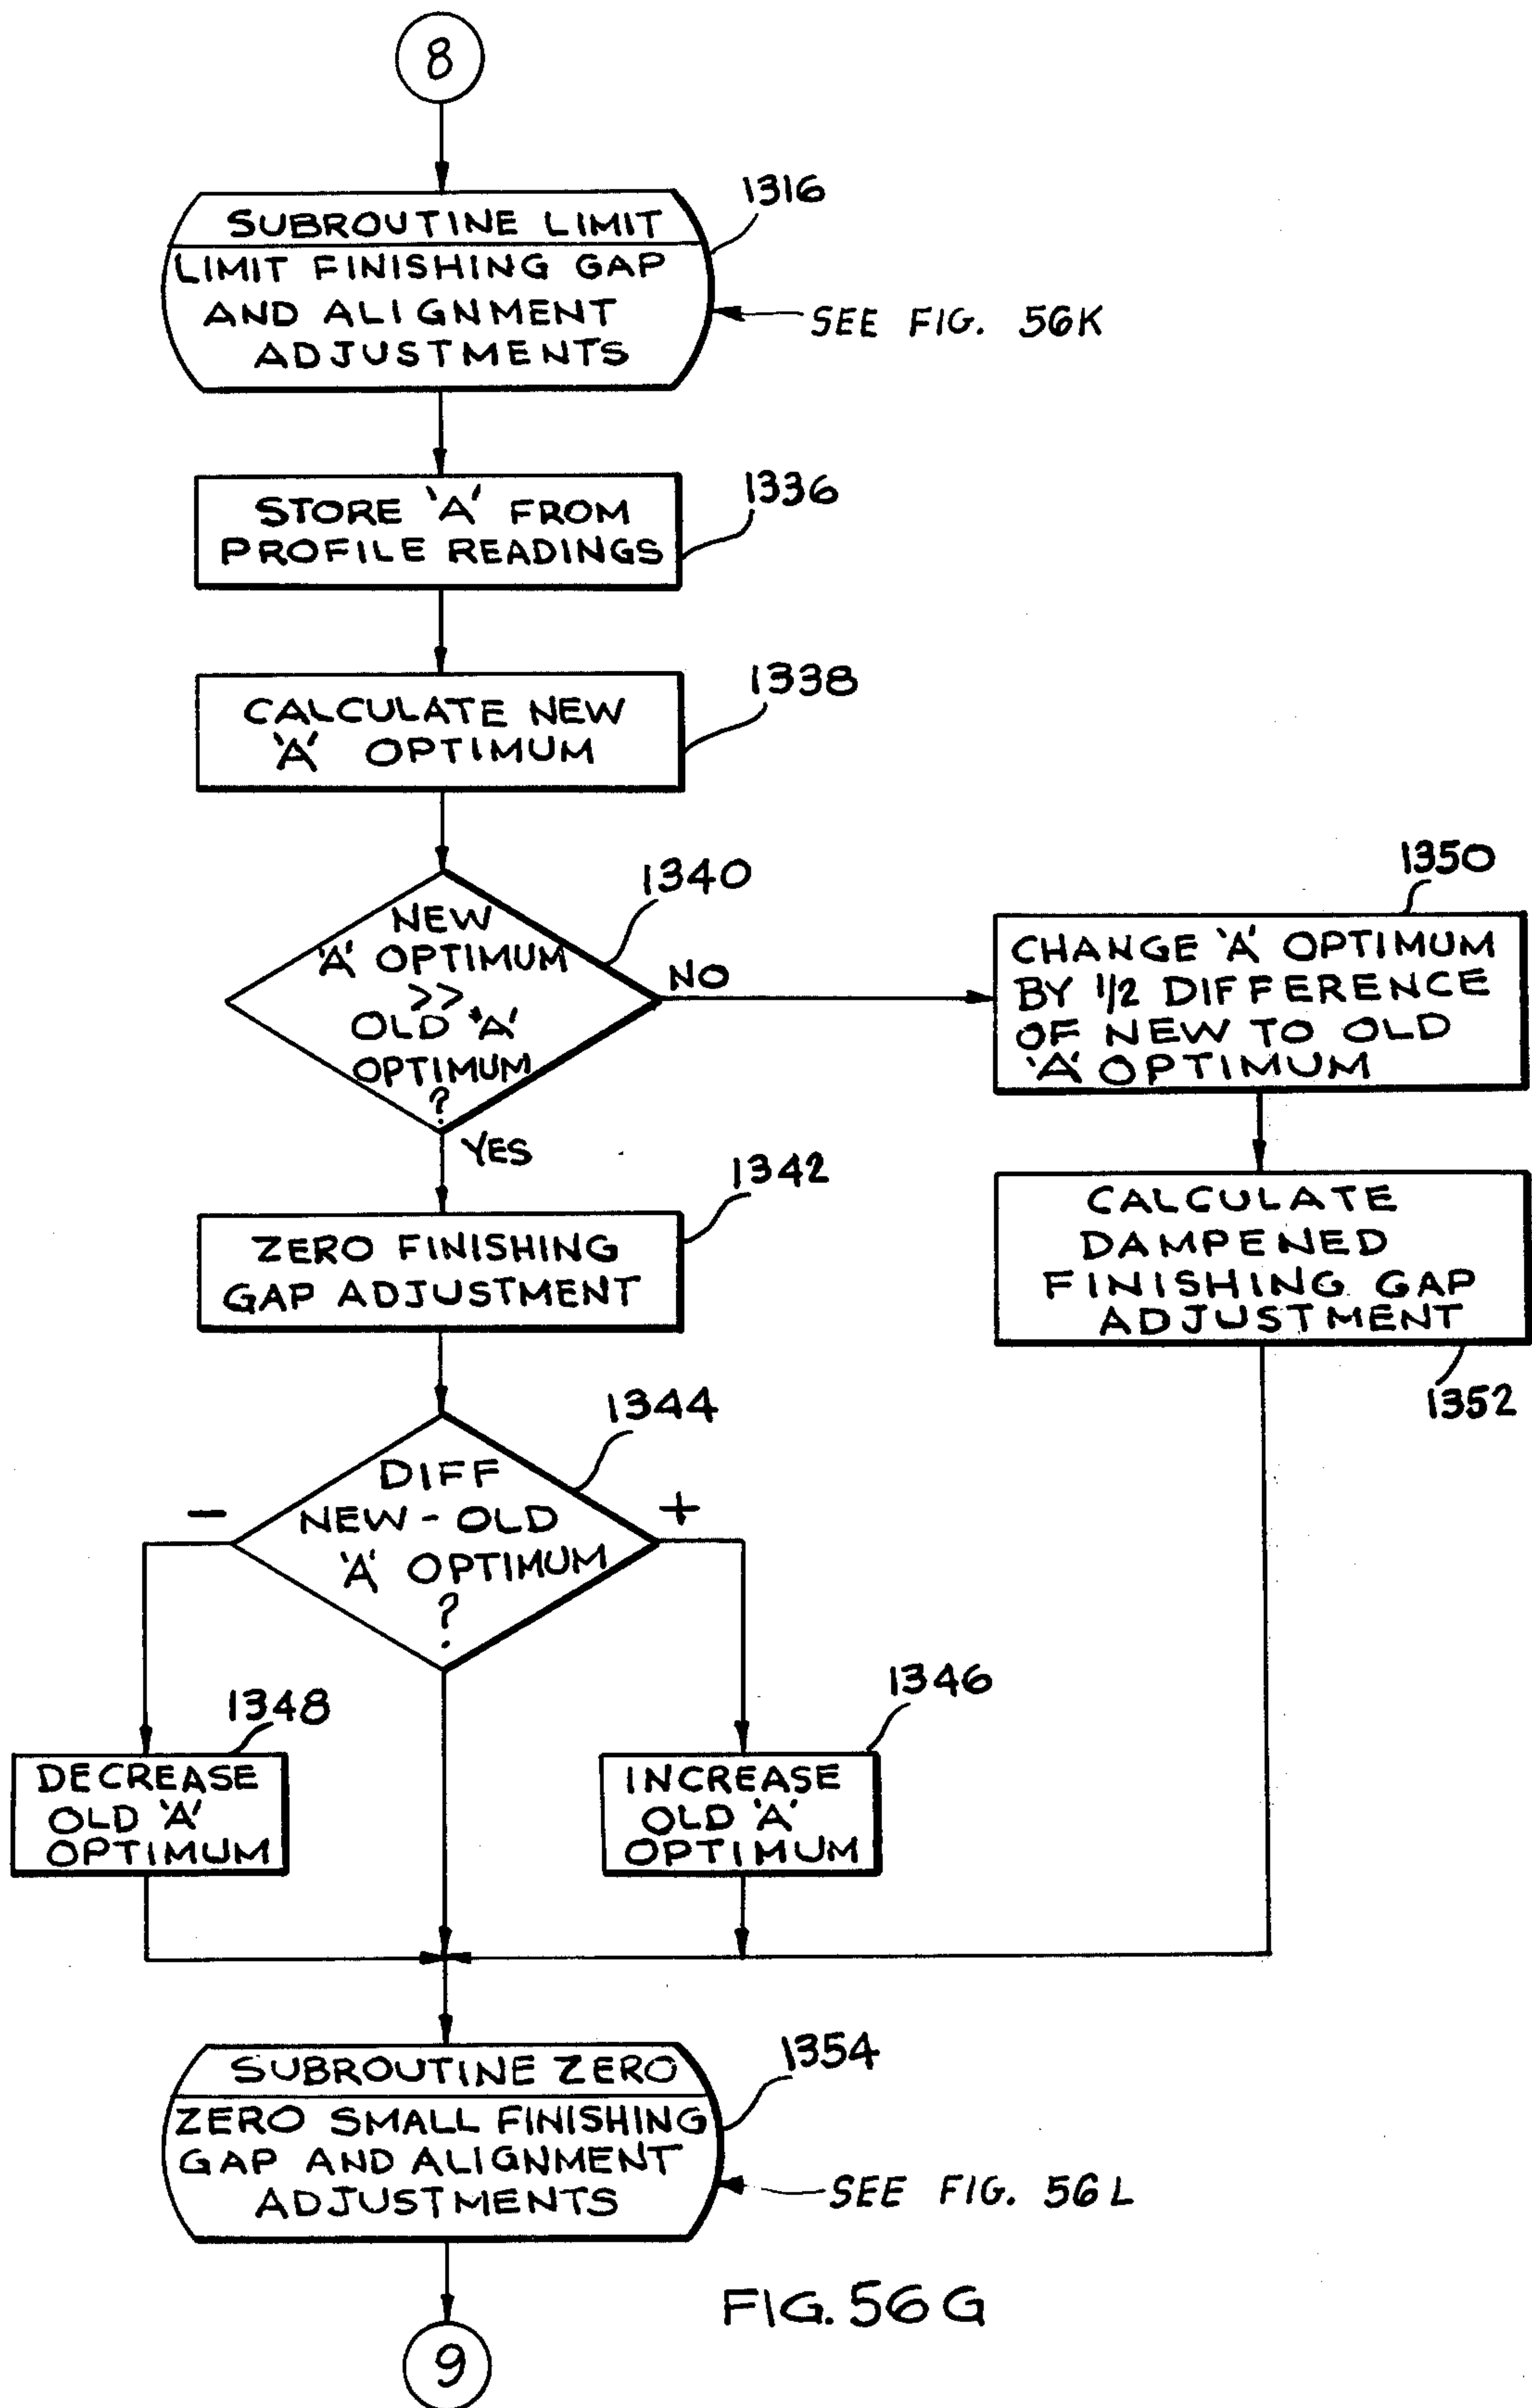 8
1316
SUBROUTINE LIMIT
LIMIT FINISHING GAP
AND ALIGNMENT
ADJUSTMENTS
SEE FIG. 56K
1336
STORE 'A' FROM
PROFILE READINGS
1338
CALCULATE NEW
'A' OPTIMUM
1340
NEW
'A' OPTIMUM
>>
OLD 'A'
OPTIMUM
?
NO
YES
1350
CHANGE 'A' OPTIMUM
BY 1/2 DIFFERENCE
OF NEW TO OLD
'A' OPTIMUM
CALCULATE
DAMPENED
FINISHING GAP
ADJUSTMENT
1352
1342
ZERO FINISHING
GAP ADJUSTMENT
1344
DIFF
NEW - OLD
'A' OPTIMUM
?
-
+
1348
DECREASE
OLD 'A'
OPTIMUM
1346
INCREASE
OLD 'A'
OPTIMUM
1354
SUBROUTINE ZERO
ZERO SMALL FINISHING
GAP AND ALIGNMENT
ADJUSTMENTS
SEE FIG. 56L
FIG. 56G
9